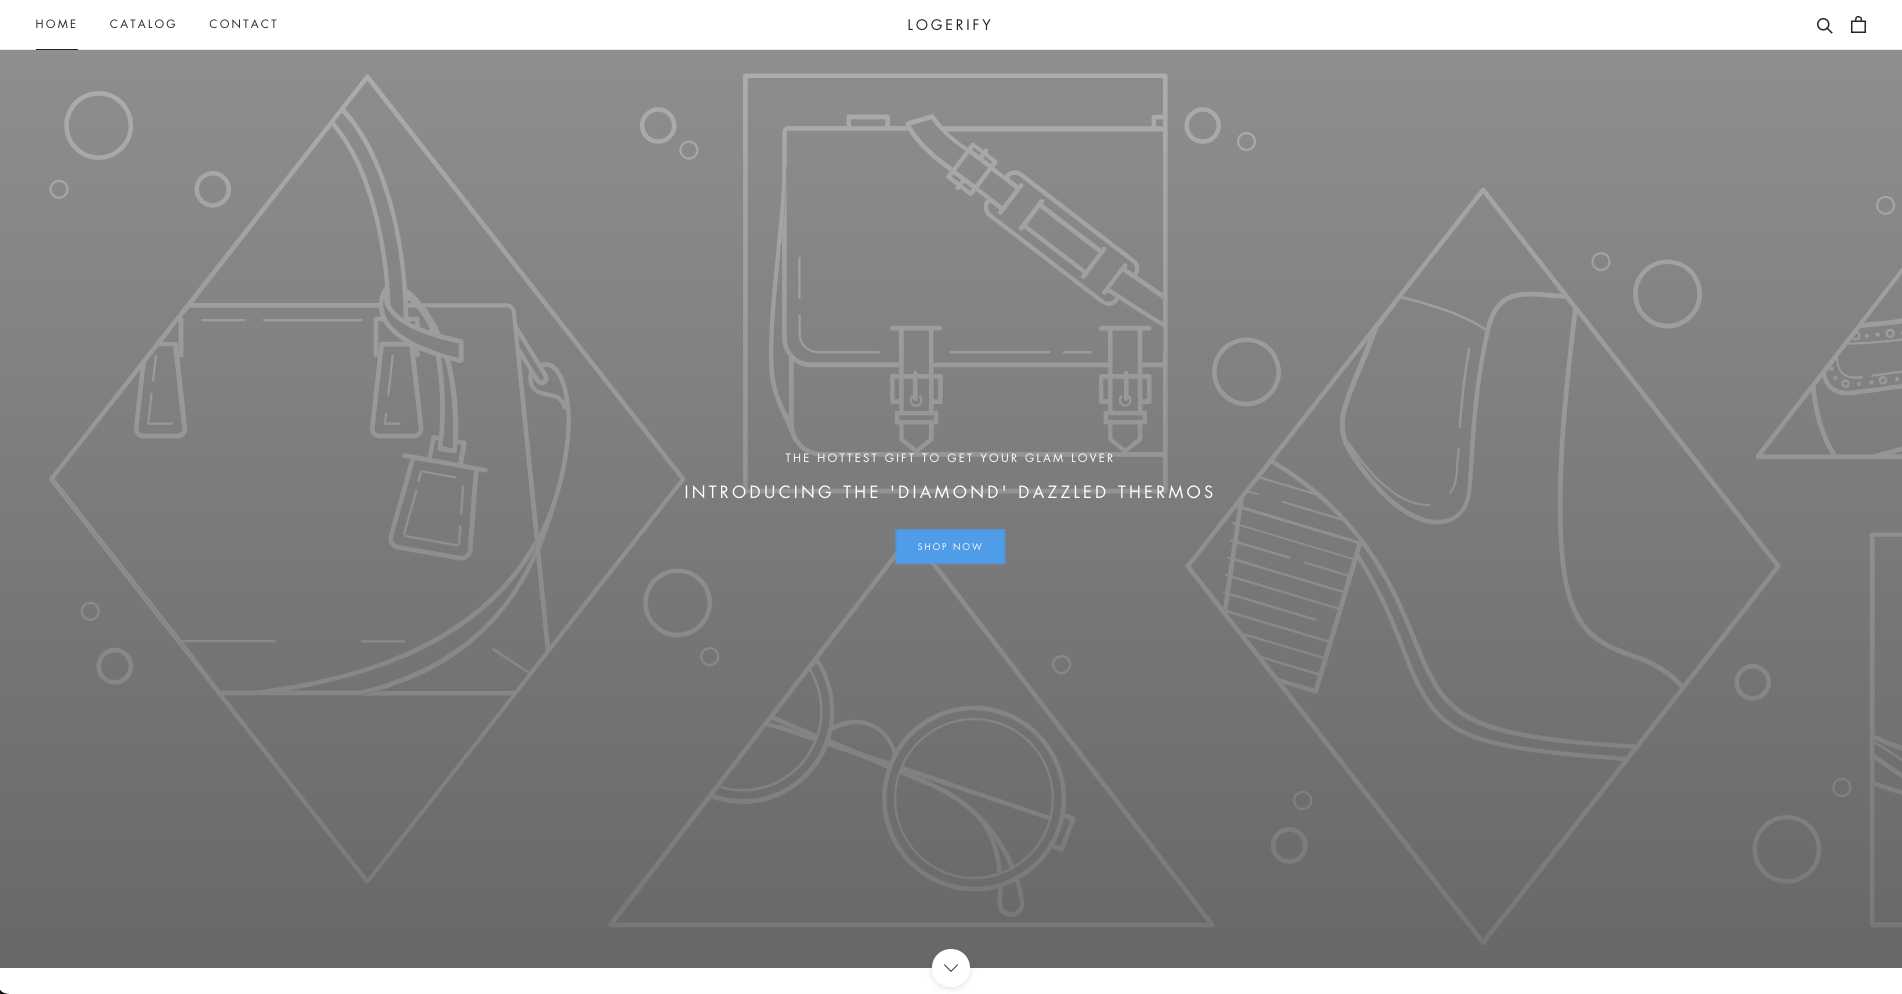 HOME CATALOG CONTACT LOGERIFY
THE HOTTEST GIFT TO GET YOUR GLAM LOVER
INTRODUCING THE 'DIAMOND' DAZZLED THERMOS
SHOP NOW